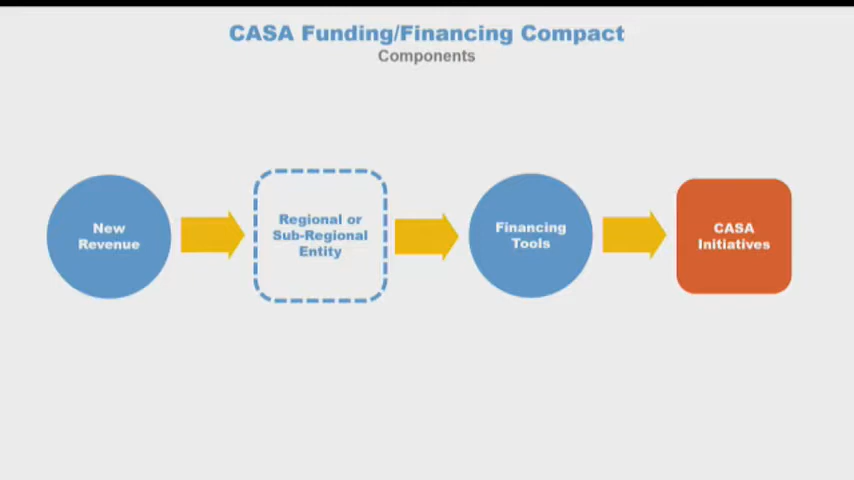 CASA Funding/Financing Compact
Components
New
Revenue
Regional or
Sub-Regional
Entity
Financing
Tools
CASA
Initiatives